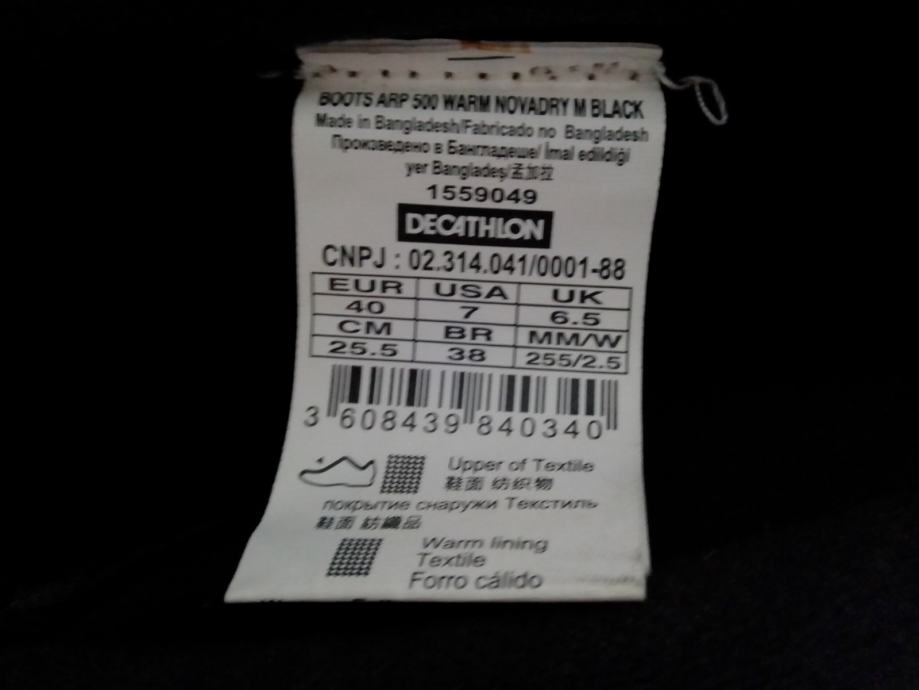 BOOTS ARP 500 WARM NOVADRY M BLACK
Made in Bangladesh/Fabricado no Bangladesh
Произведено в Бангладеше/ İmal edildiği
yer Bangladeş/孟加拉
1559049
DECATHLON
CNPJ : 02.314.041/0001-88
EUR USA UK
40 7 6.5
CM BR MM/W
25.5 38 255/2.5
3 608439 840340
Upper of Textile
鞋面 纺织物
покрытие снаружи Текстиль
鞋面 紡織品
Warm lining
Textile
Forro cálido